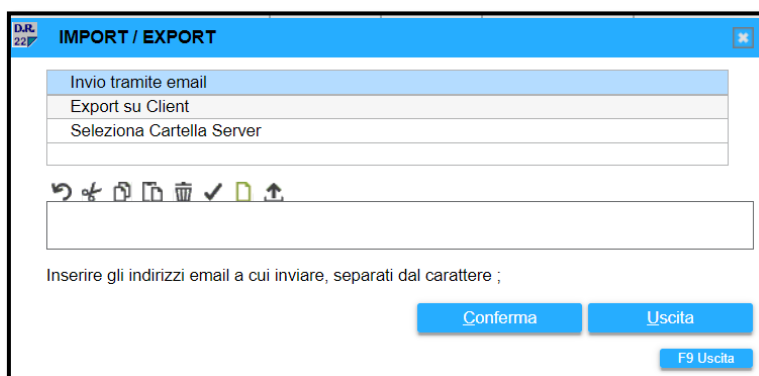 D.R.
22
IMPORT / EXPORT
Invio tramite email
Export su Client
Seleziona Cartella Server
Inserire gli indirizzi email a cui inviare, separati dal carattere ;
Conferma
Uscita
F9 Uscita